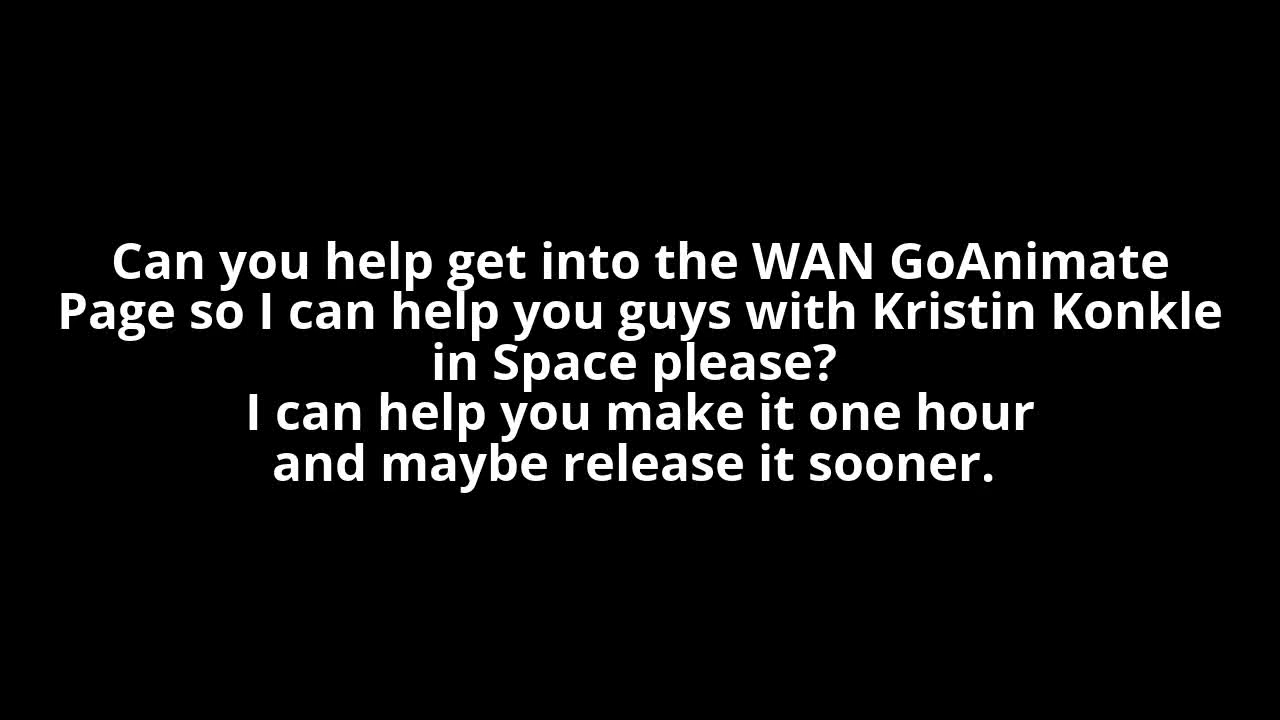 Can you help get into the WAN GoAnimate
Page so I can help you guys with Kristin Konkle
in Space please?
I can help you make it one hour
and maybe release it sooner.